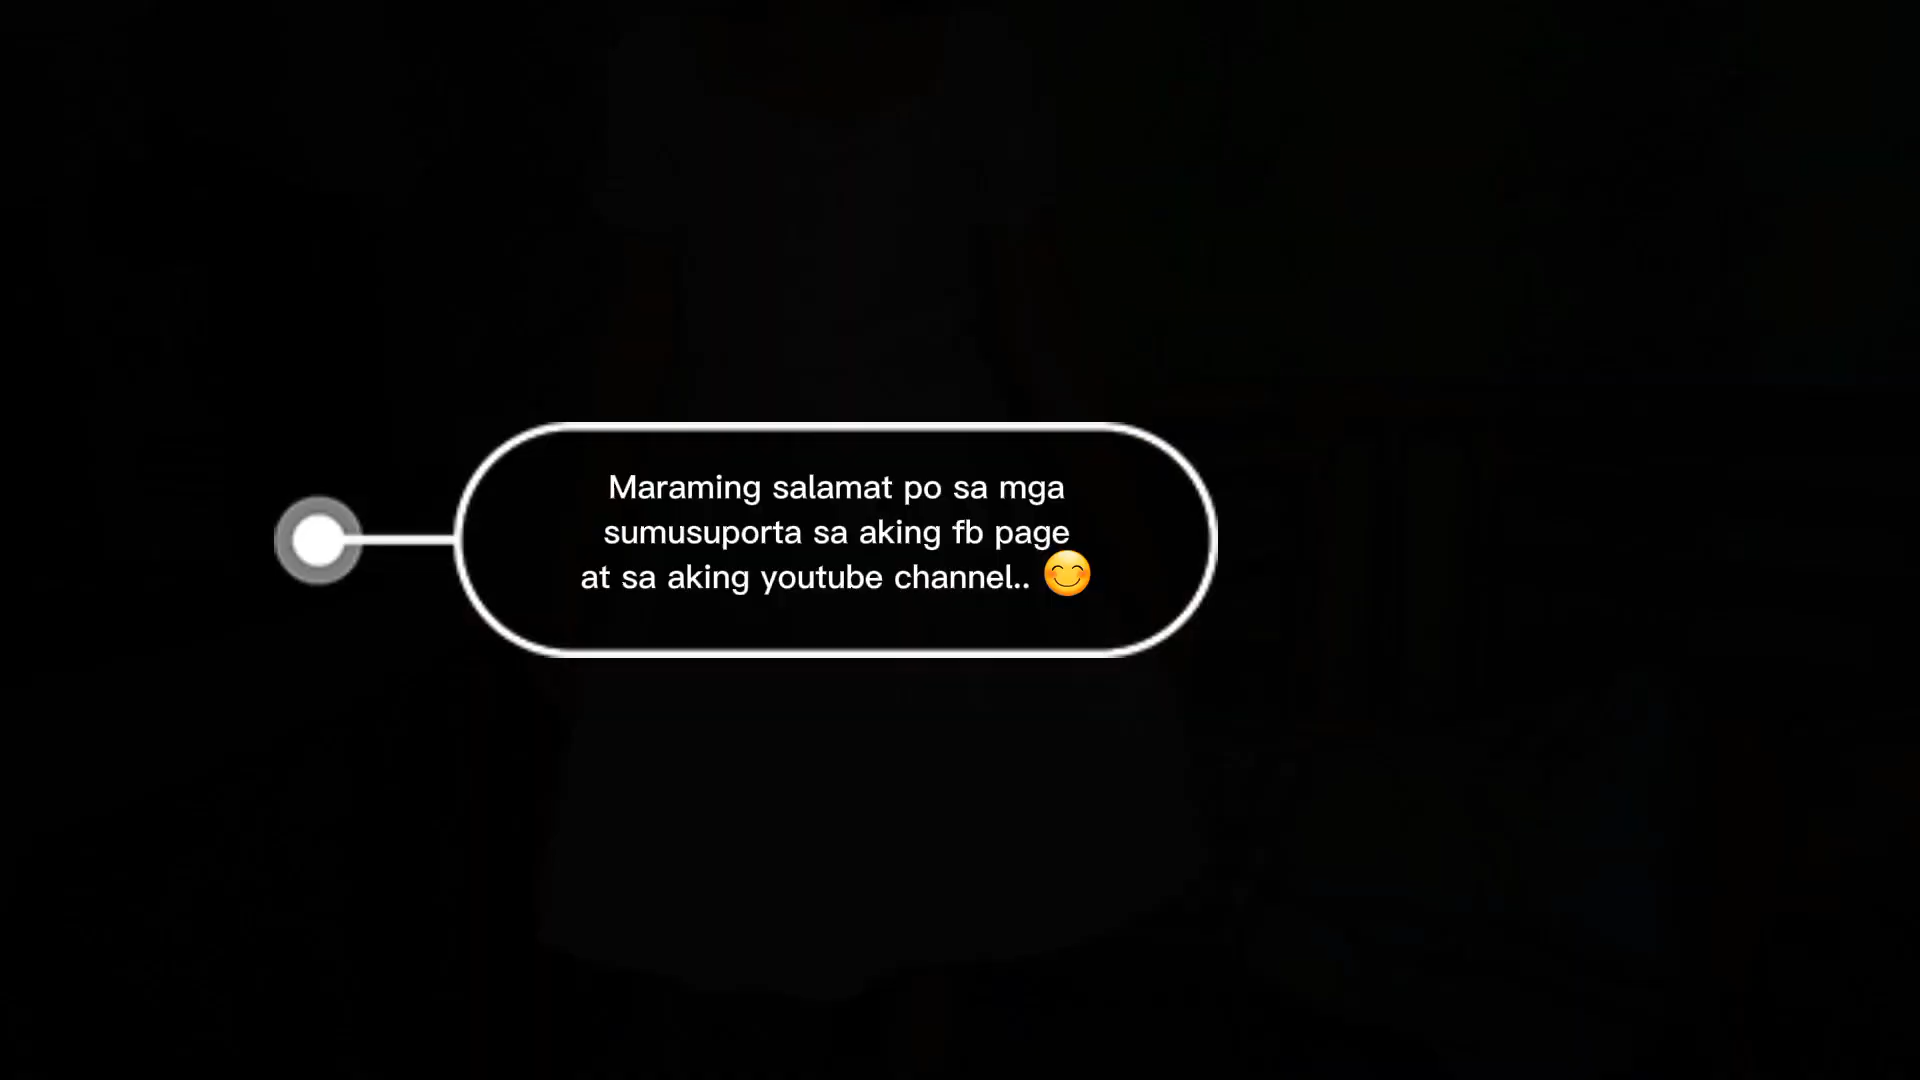 Maraming salamat po sa mga
sumusuporta sa aking fb page
at sa aking youtube channel.. 😊